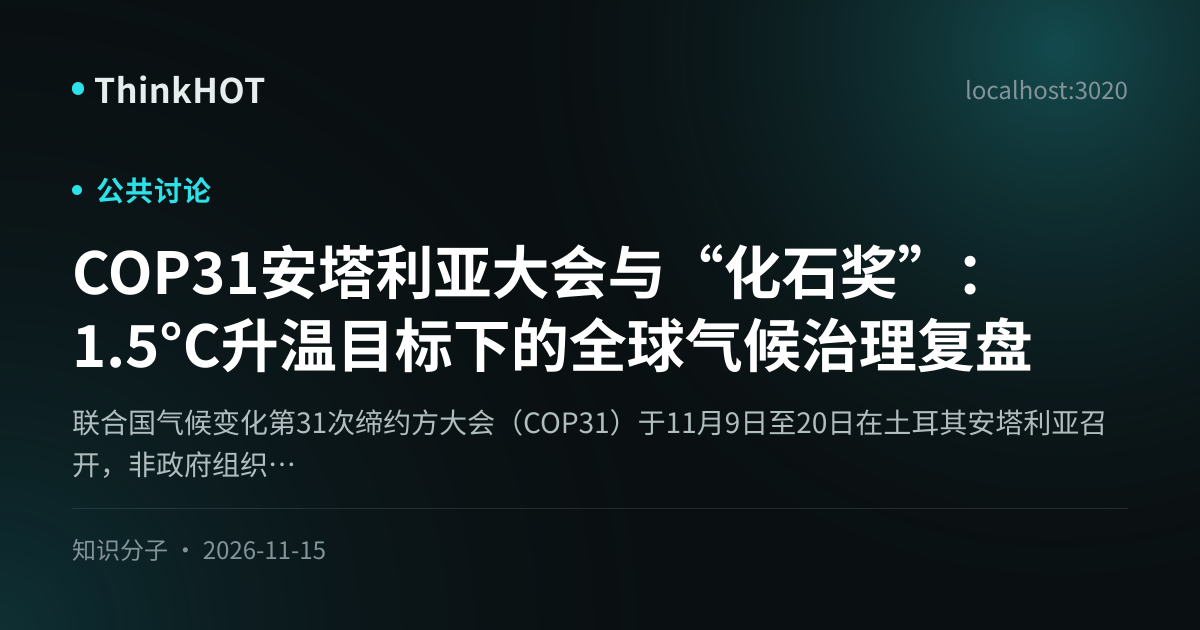 ThinkHOT
localhost:3020
公共讨论
COP31安塔利亚大会与“化石奖”：
1.5°C升温目标下的全球气候治理复盘
联合国气候变化第31次缔约方大会（COP31）于11月9日至20日在土耳其安塔利亚召
开，非政府组织…
知识分子 · 2026-11-15